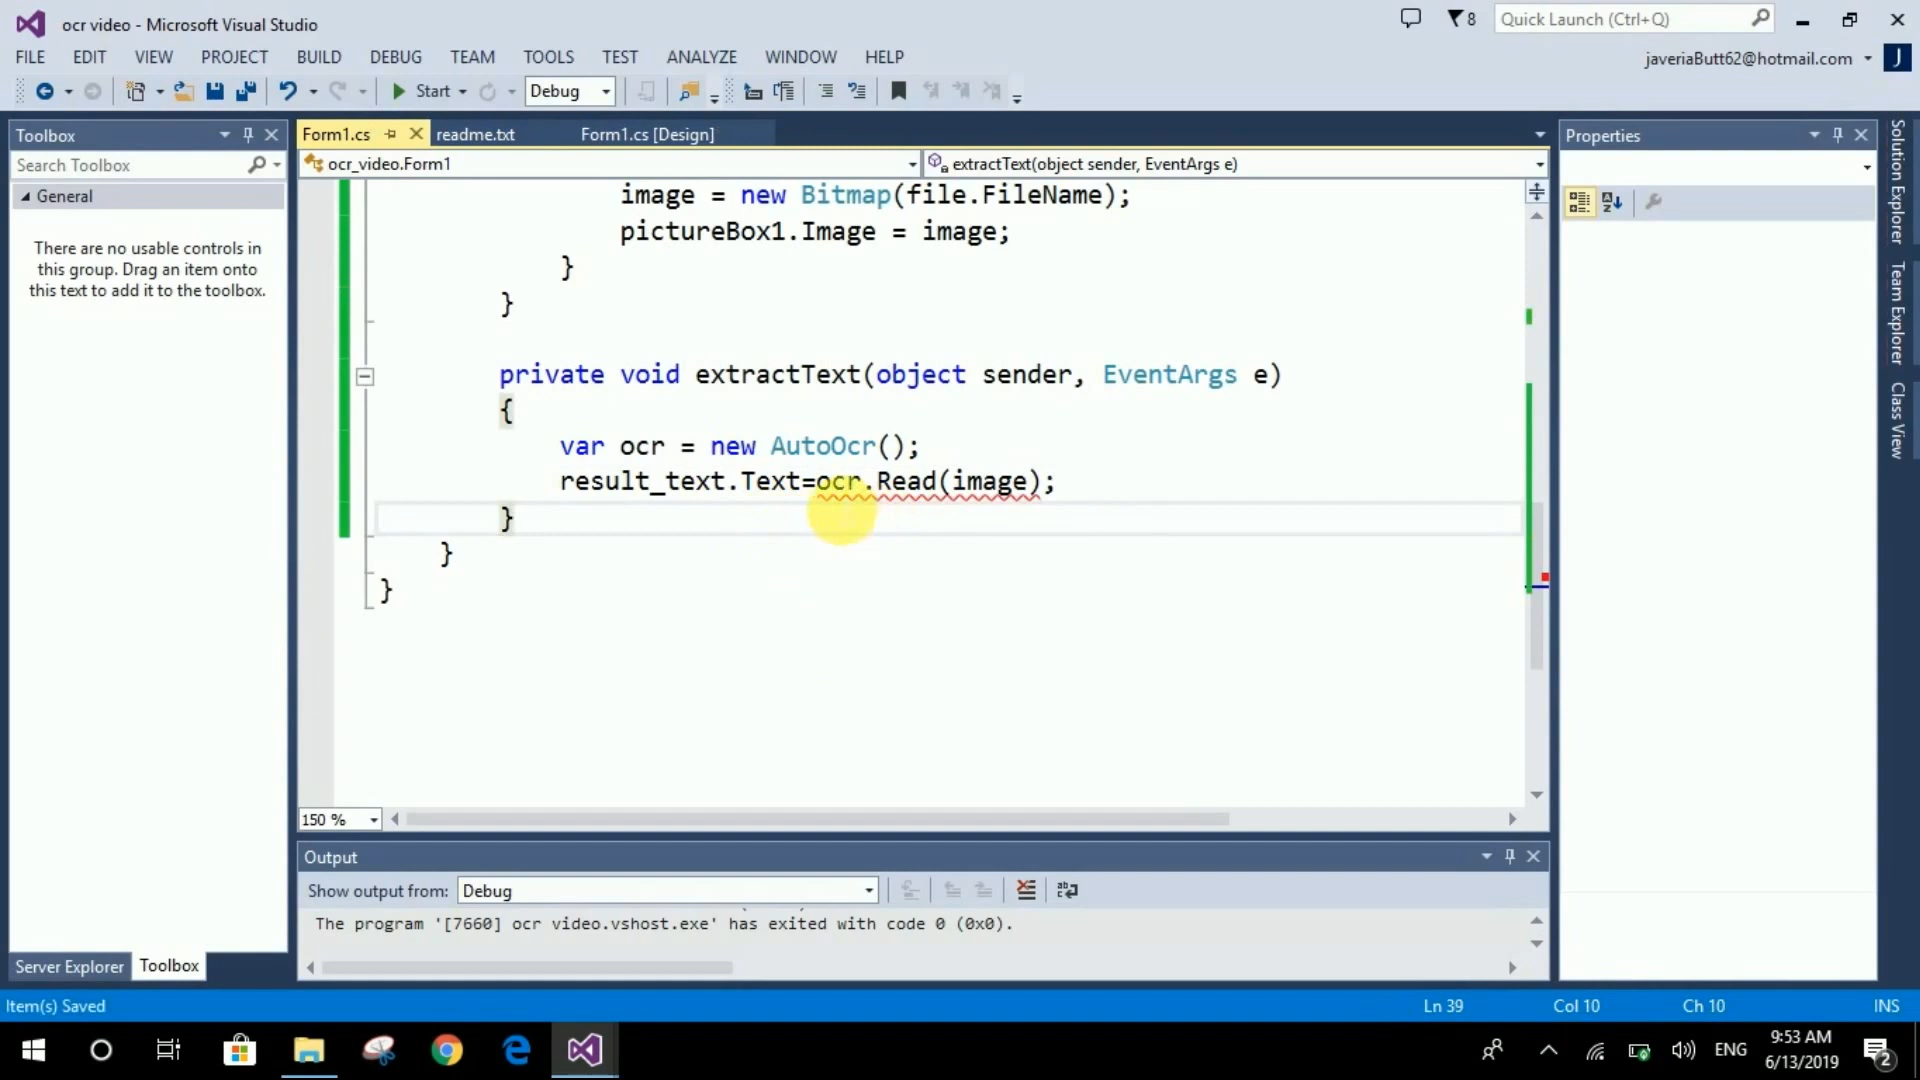 ocr video - Microsoft Visual Studio
8
Quick Launch (Ctrl+Q)
FILE EDIT VIEW PROJECT BUILD DEBUG TEAM TOOLS TEST ANALYZE WINDOW HELP
javeriaButt62@hotmail.com
J
Start
Debug
Toolbox
Form1.cs
readme.txt
Form1.cs [Design]
Properties
Search Toolbox
ocr_video.Form1
extractText(object sender, EventArgs e)
General
There are no usable controls in
this group. Drag an item onto
this text to add it to the toolbox.
image = new Bitmap(file.FileName);
pictureBox1.Image = image;
}
}
private void extractText(object sender, EventArgs e)
{
var ocr = new AutoOcr();
result_text.Text=ocr.Read(image);
}
}
}
Solution Explorer
Team Explorer
Class View
150 %
Output
Show output from: Debug
The program '[7660] ocr video.vshost.exe' has exited with code 0 (0x0).
Server Explorer
Toolbox
Item(s) Saved
Ln 39
Col 10
Ch 10
INS
ENG
9:53 AM
6/13/2019
2